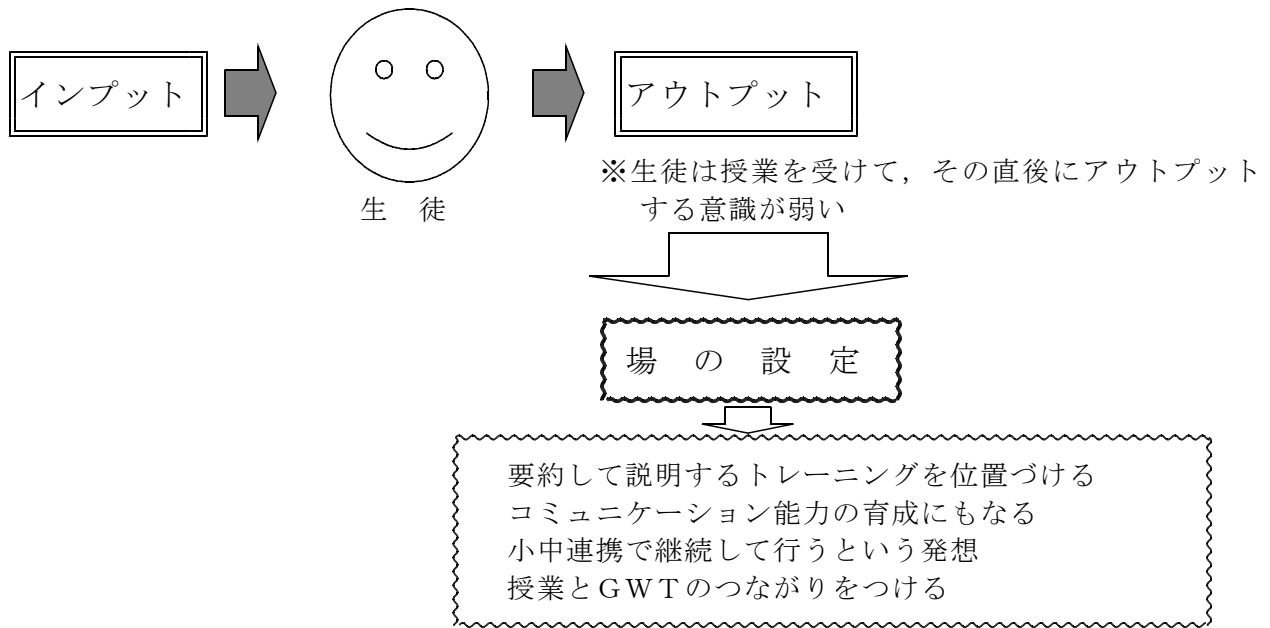 インプット
アウトプット
生　徒
※生徒は授業を受けて，その直後にアウトプット
する意識が弱い
場　の　設　定
要約して説明するトレーニングを位置づける
コミュニケーション能力の育成にもなる
小中連携で継続して行うという発想
授業とＧＷＴのつながりをつける